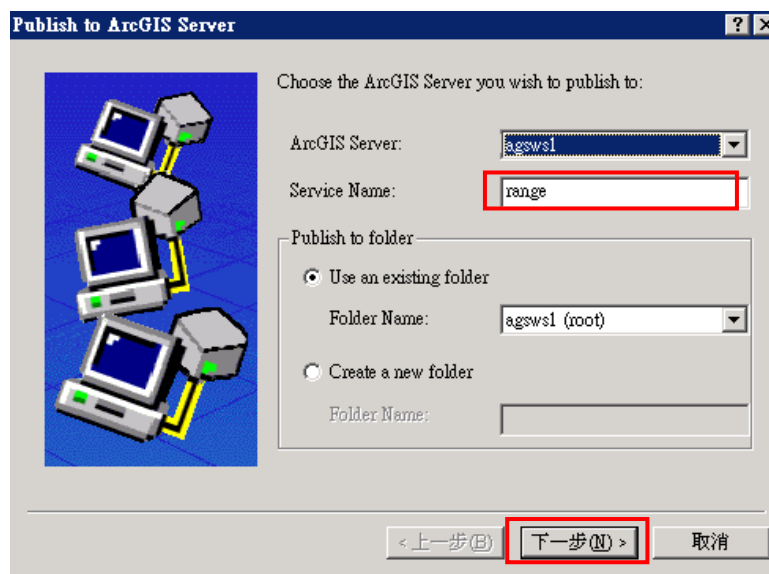 Publish to ArcGIS Server
Choose the ArcGIS Server you wish to publish to:
ArcGIS Server: agsws1
Service Name: range
Publish to folder
Use an existing folder
Folder Name: agsws1 (root)
Create a new folder
Folder Name:
<上一步(B) 下一步(N) > 取消